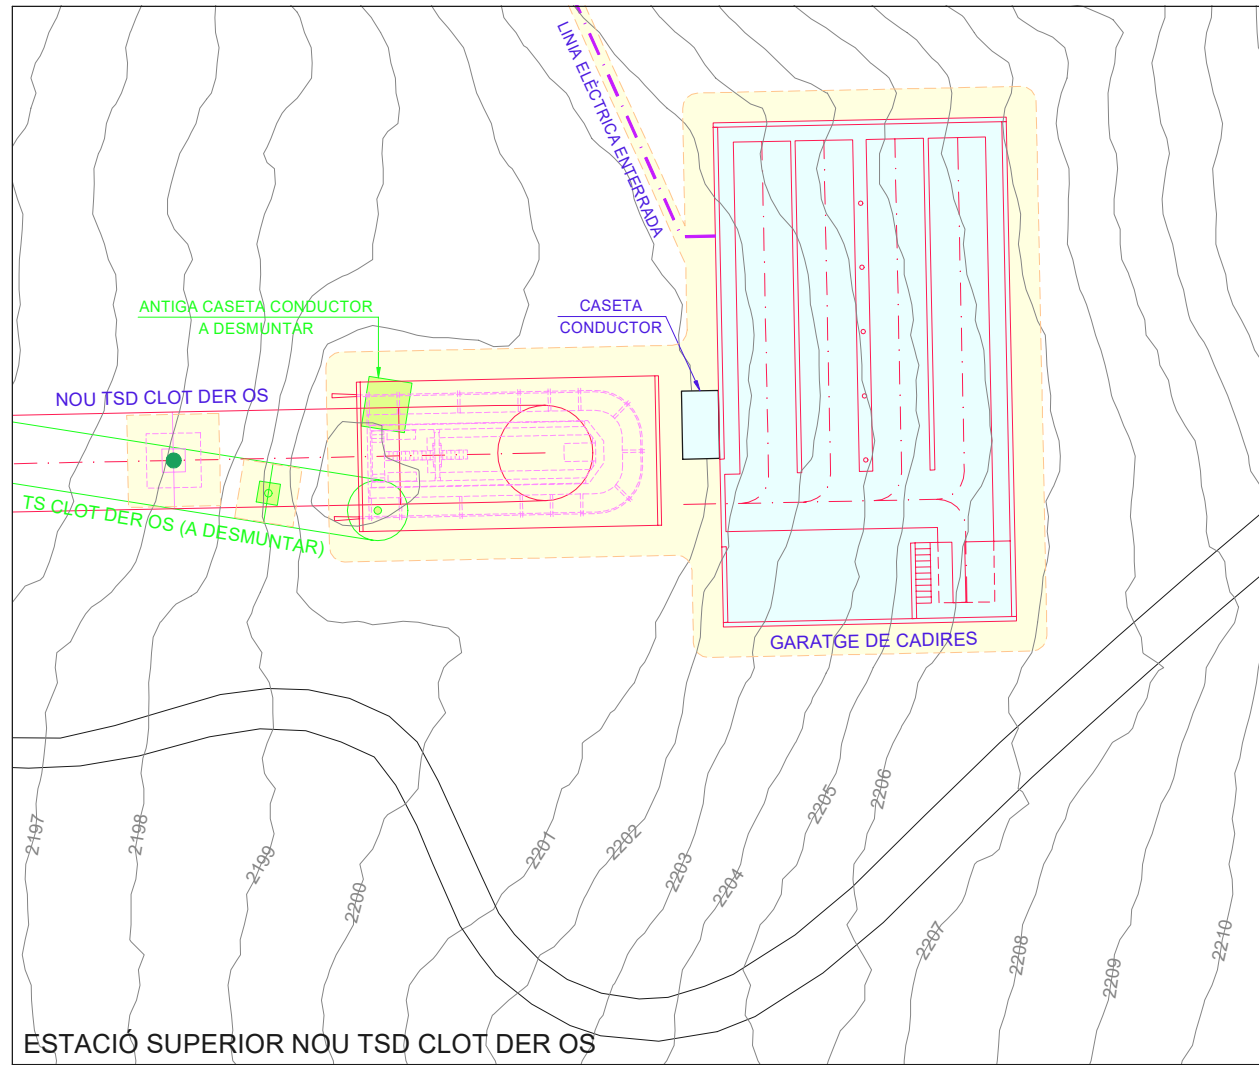 LINIA ELÈCTRICA ENTERRADA
ANTIGA CASETA CONDUCTOR
A DESMUNTAR
CASETA
CONDUCTOR
NOU TSD CLOT DER OS
TS CLOT DER OS (A DESMUNTAR)
GARATGE DE CADIRES
2197
2198
2199
2200
2201
2202
2203
2204
2205
2206
2207
2208
2209
2210
ESTACIÓ SUPERIOR NOU TSD CLOT DER OS